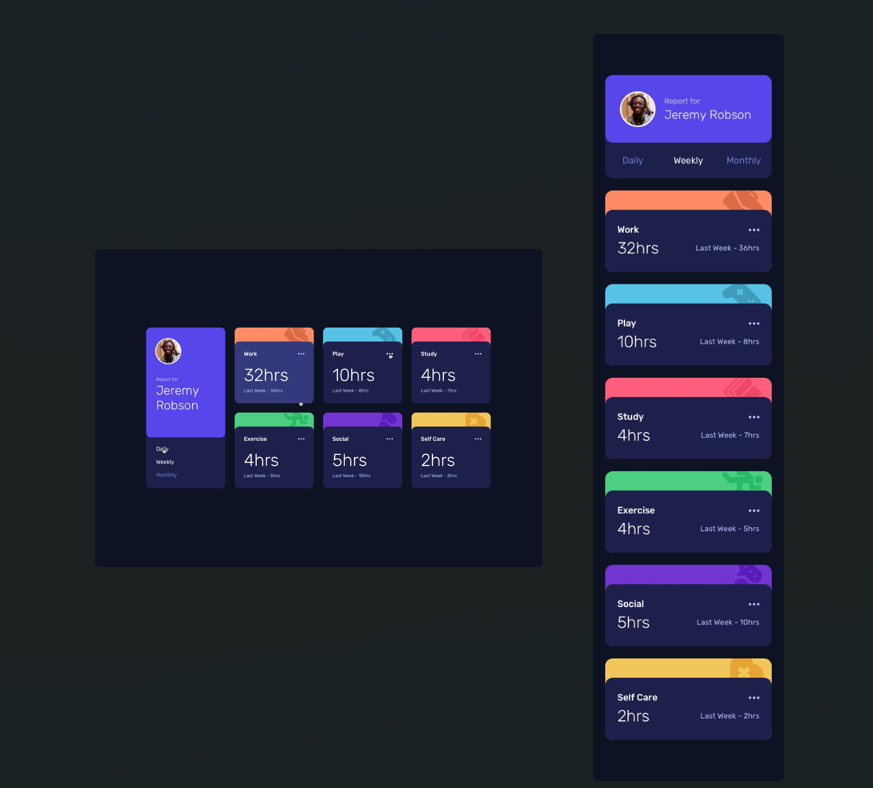 Report for
Jeremy
Robson
Daily
Weekly
Monthly
Work
32hrs
Last Week - 36hrs
Play
10hrs
Last Week - 8hrs
Study
4hrs
Last Week - 7hrs
Exercise
4hrs
Last Week - 5hrs
Social
5hrs
Last Week - 10hrs
Self Care
2hrs
Last Week - 2hrs
Report for
Jeremy Robson
Daily Weekly Monthly
Work
32hrs Last Week - 36hrs
Play
10hrs Last Week - 8hrs
Study
4hrs Last Week - 7hrs
Exercise
4hrs Last Week - 5hrs
Social
5hrs Last Week - 10hrs
Self Care
2hrs Last Week - 2hrs